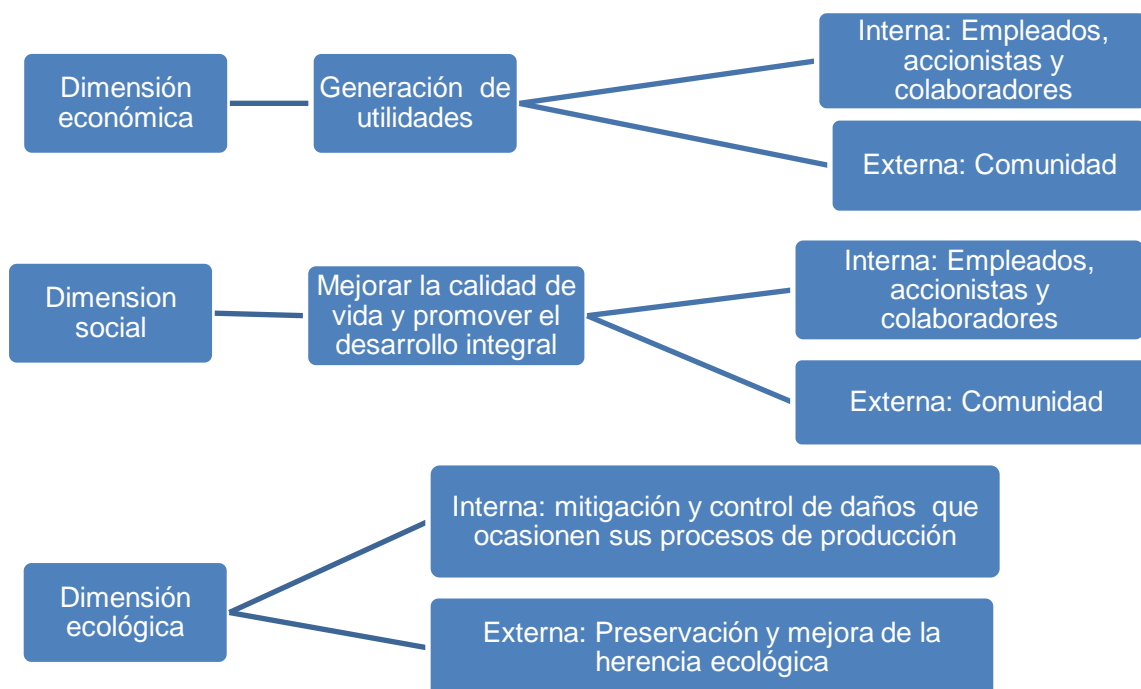 Dimensión
económica
Generación  de
utilidades
Interna: Empleados,
accionistas y
colaboradores
Externa: Comunidad
Dimension
social
Mejorar la calidad de
vida y promover el
desarrollo integral
Interna: Empleados,
accionistas y
colaboradores
Externa: Comunidad
Dimensión
ecológica
Interna: mitigación y control de daños  que
ocasionen sus procesos de producción
Externa: Preservación y mejora de la
herencia ecológica